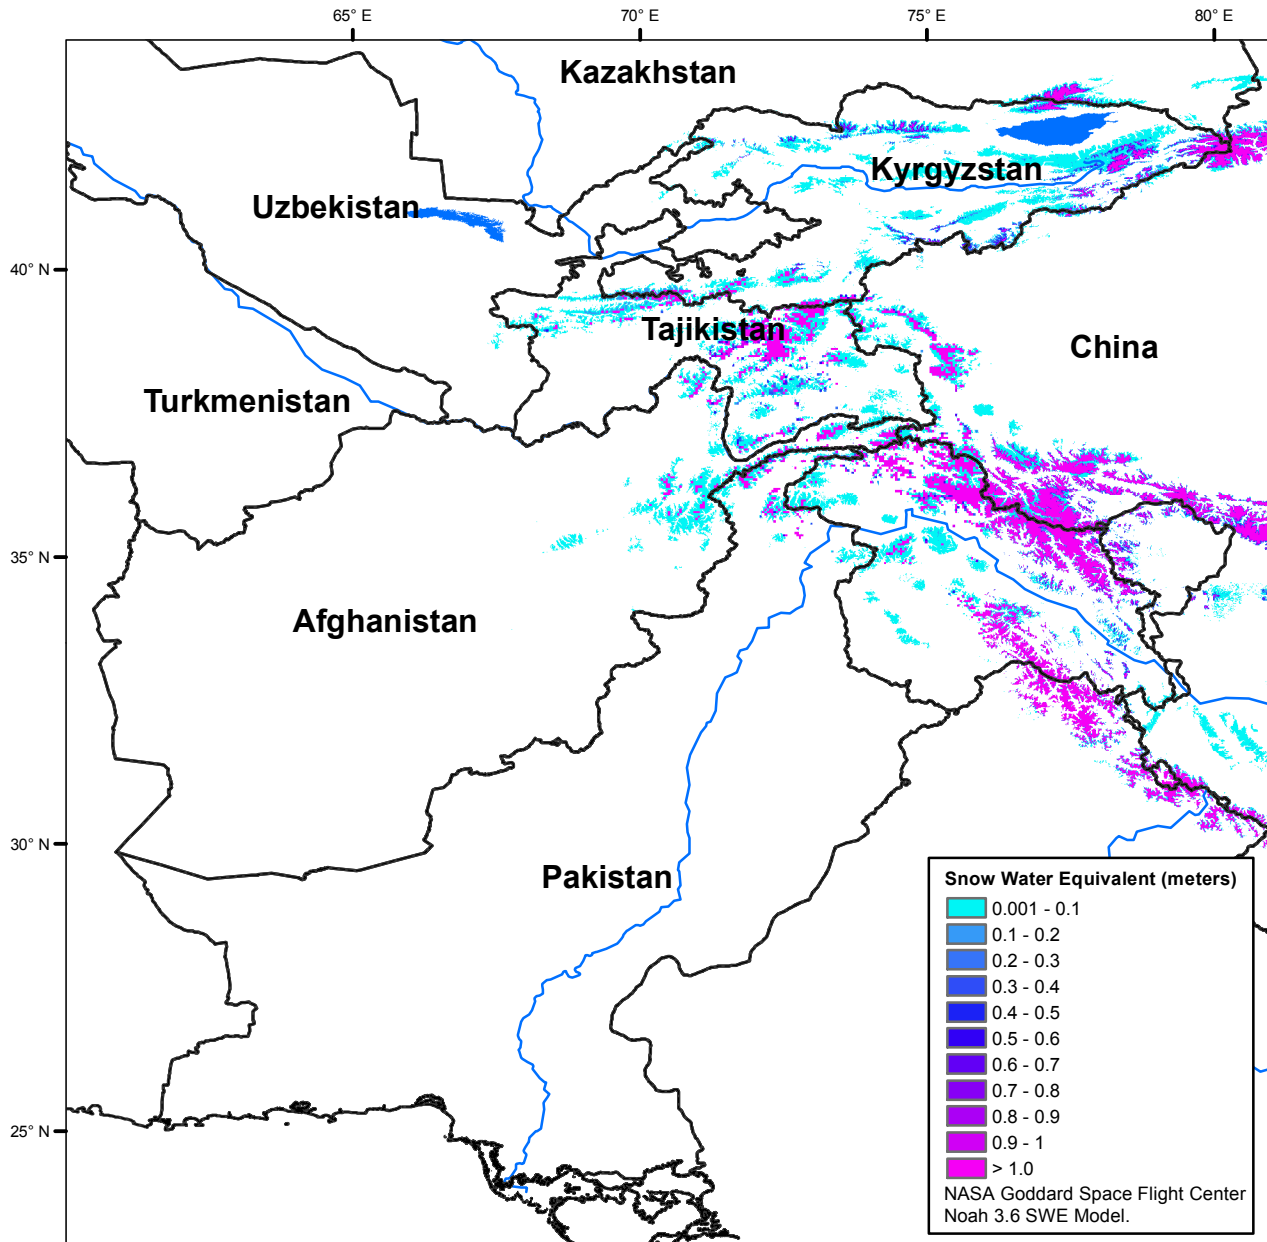 65° E
70° E
75° E
80° E
Kazakhstan
Kyrgyzstan
Uzbekistan
40° N
Tajikistan
China
Turkmenistan
35° N
Afghanistan
30° N
Pakistan
25° N
Snow Water Equivalent (meters)
0.001 - 0.1
0.1 - 0.2
0.2 - 0.3
0.3 - 0.4
0.4 - 0.5
0.5 - 0.6
0.6 - 0.7
0.7 - 0.8
0.8 - 0.9
0.9 - 1
> 1.0
NASA Goddard Space Flight Center
Noah 3.6 SWE Model.